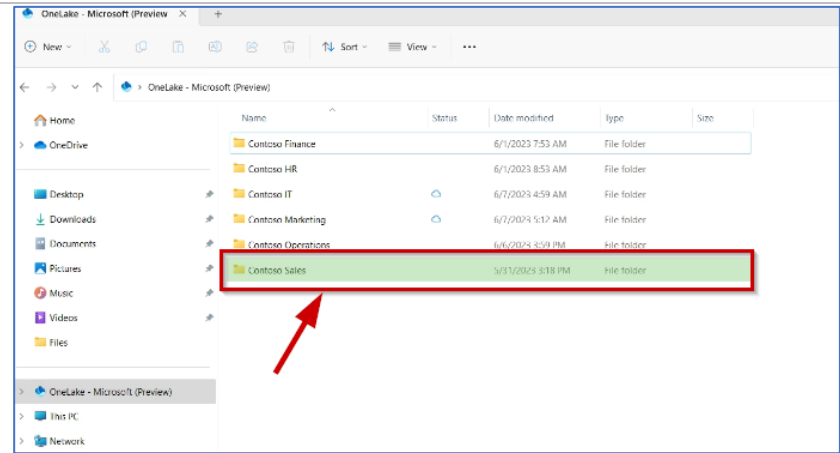 OneLake - Microsoft (Preview
New
Sort
View
OneLake - Microsoft (Preview)
Name Status Date modified Type Size
Home
OneDrive
Desktop
Downloads
Documents
Pictures
Music
Videos
Files
OneLake - Microsoft (Preview)
This PC
Network
Contoso Finance 6/1/2023 7:53 AM File folder
Contoso HR 6/1/2023 8:53 AM File folder
Contoso IT 6/7/2023 4:59 AM File folder
Contoso Marketing 6/7/2023 5:12 AM File folder
Contoso Operations 6/6/2023 3:59 PM File folder
Contoso Sales 5/31/2023 3:18 PM File folder